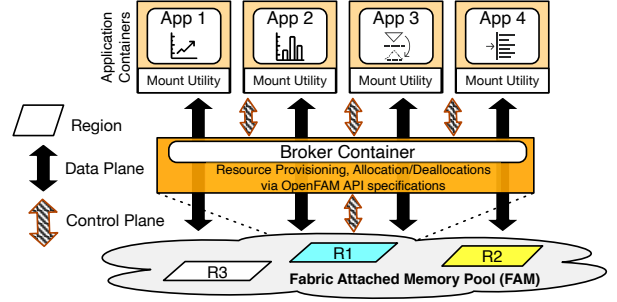 Application
Containers
App 1
App 2
App 3
App 4
Mount Utility
Mount Utility
Mount Utility
Mount Utility
Region
Data Plane
Control Plane
Broker Container
Resource Provisioning, Allocation/Deallocations
via OpenFAM API specifications
R1
R2
R3
Fabric Attached Memory Pool (FAM)